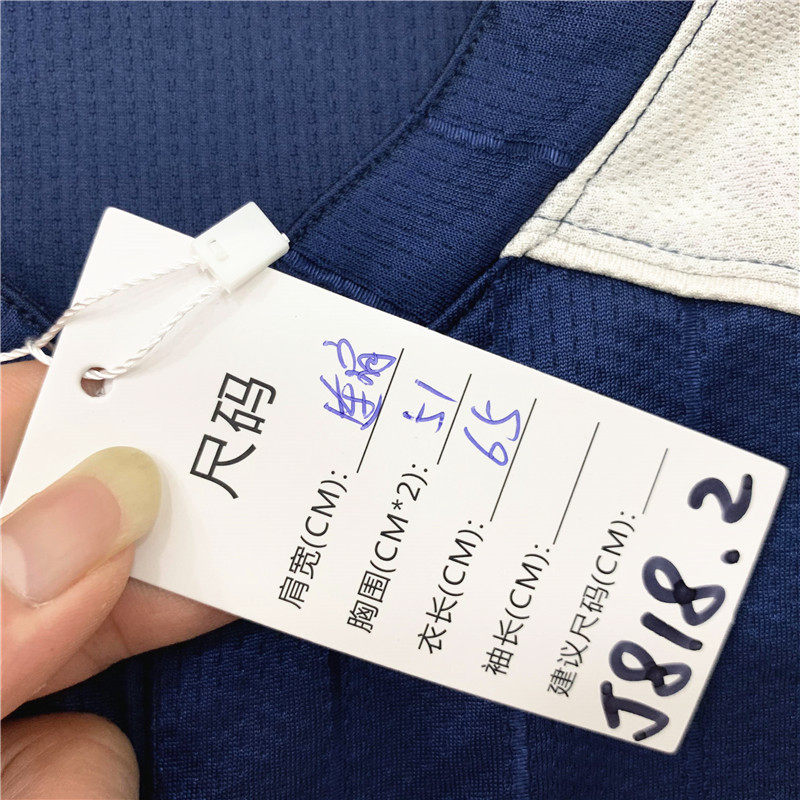 尺码
肩宽(CM): 连肩
胸围(CM*2): 51
衣长(CM): 65
袖长(CM):
建议尺码(CM):
J818.2